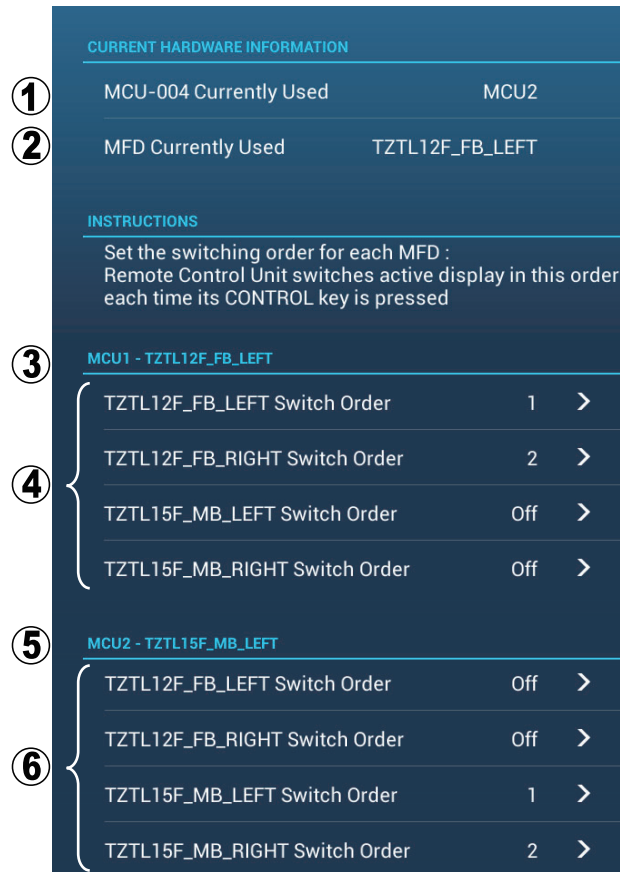 CURRENT HARDWARE INFORMATION
1 MCU-004 Currently Used MCU2
2 MFD Currently Used TZTL12F_FB_LEFT
INSTRUCTIONS
Set the switching order for each MFD :
Remote Control Unit switches active display in this order
each time its CONTROL key is pressed
3 MCU1 - TZTL12F_FB_LEFT
TZTL12F_FB_LEFT Switch Order 1 >
TZTL12F_FB_RIGHT Switch Order 2 >
4
TZTL15F_MB_LEFT Switch Order Off >
TZTL15F_MB_RIGHT Switch Order Off >
5 MCU2 - TZTL15F_MB_LEFT
TZTL12F_FB_LEFT Switch Order Off >
TZTL12F_FB_RIGHT Switch Order Off >
6
TZTL15F_MB_LEFT Switch Order 1 >
TZTL15F_MB_RIGHT Switch Order 2 >